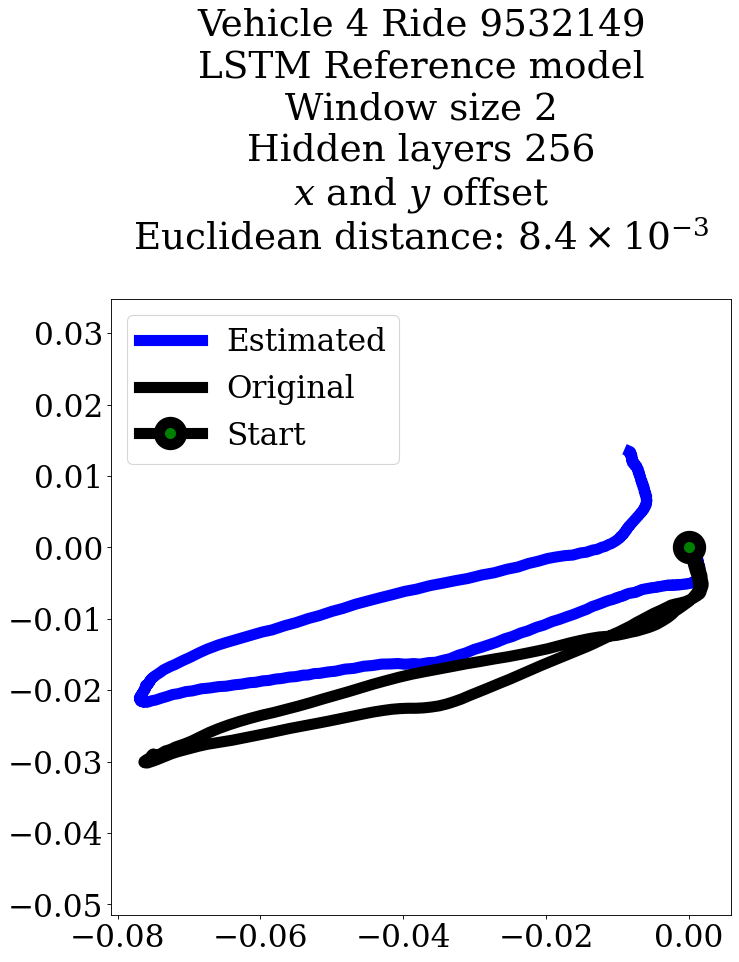 Vehicle 4 Ride 9532149
LSTM Reference model
Window size 2
Hidden layers 256
x and y offset
Euclidean distance: 8.4 × 10⁻³
Estimated
Original
Start
0.03
0.02
0.01
0.00
−0.01
−0.02
−0.03
−0.04
−0.05
−0.08 −0.06 −0.04 −0.02 0.00